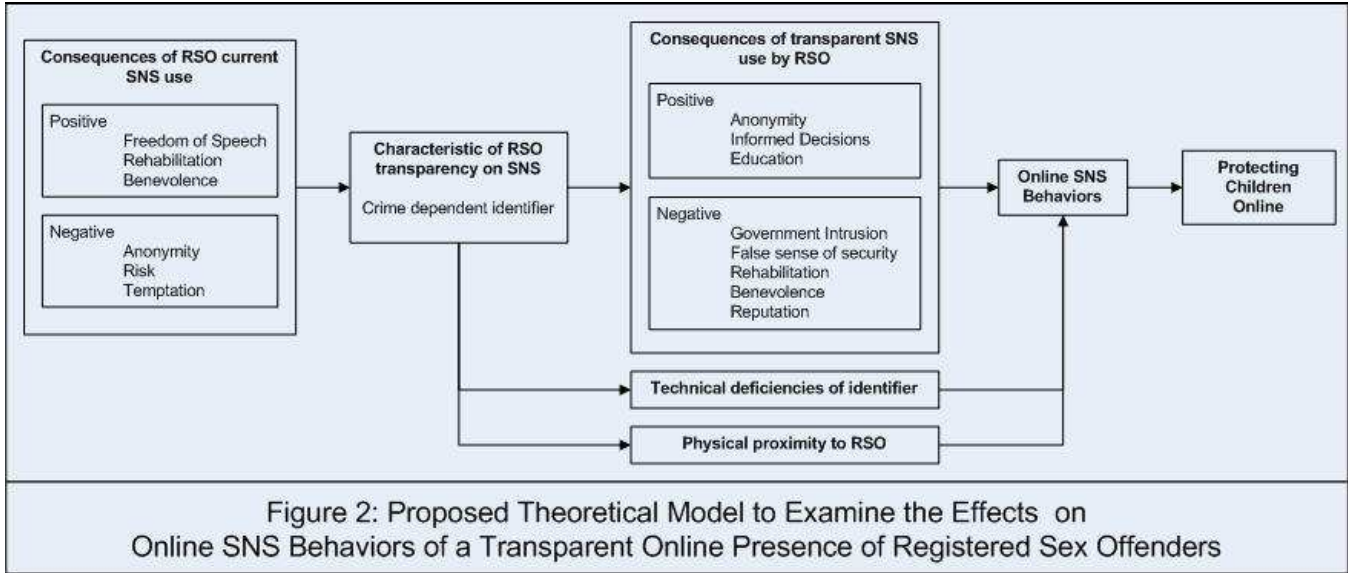 Consequences of RSO current
SNS use
Positive
Freedom of Speech
Rehabilitation
Benevolence
Negative
Anonymity
Risk
Temptation
Characteristic of RSO
transparency on SNS
Crime dependent identifier
Consequences of transparent SNS
use by RSO
Positive
Anonymity
Informed Decisions
Education
Negative
Government Intrusion
False sense of security
Rehabilitation
Benevolence
Reputation
Technical deficiencies of identifier
Physical proximity to RSO
Online SNS
Behaviors
Protecting
Children
Online
Figure 2: Proposed Theoretical Model to Examine the Effects on
Online SNS Behaviors of a Transparent Online Presence of Registered Sex Offenders